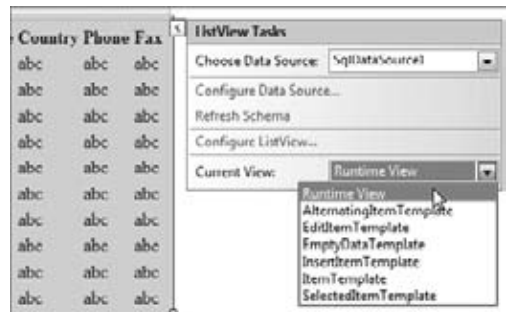 Country Phone Fax
abc abc abc
abc abc abc
abc abc abc
abc abc abc
abc abc abc
abc abc abc
abc abc abc
abc abc abc
abc abc abc
abc abc abc
ListView Tasks
Choose Data Source: SqlDataSource1
Configure Data Source...
Refresh Schema
Configure ListView...
Current View: Runtime View
Runtime View
AlternatingItemTemplate
EditItemTemplate
EmptyDataTemplate
InsertItemTemplate
ItemTemplate
SelectedItemTemplate